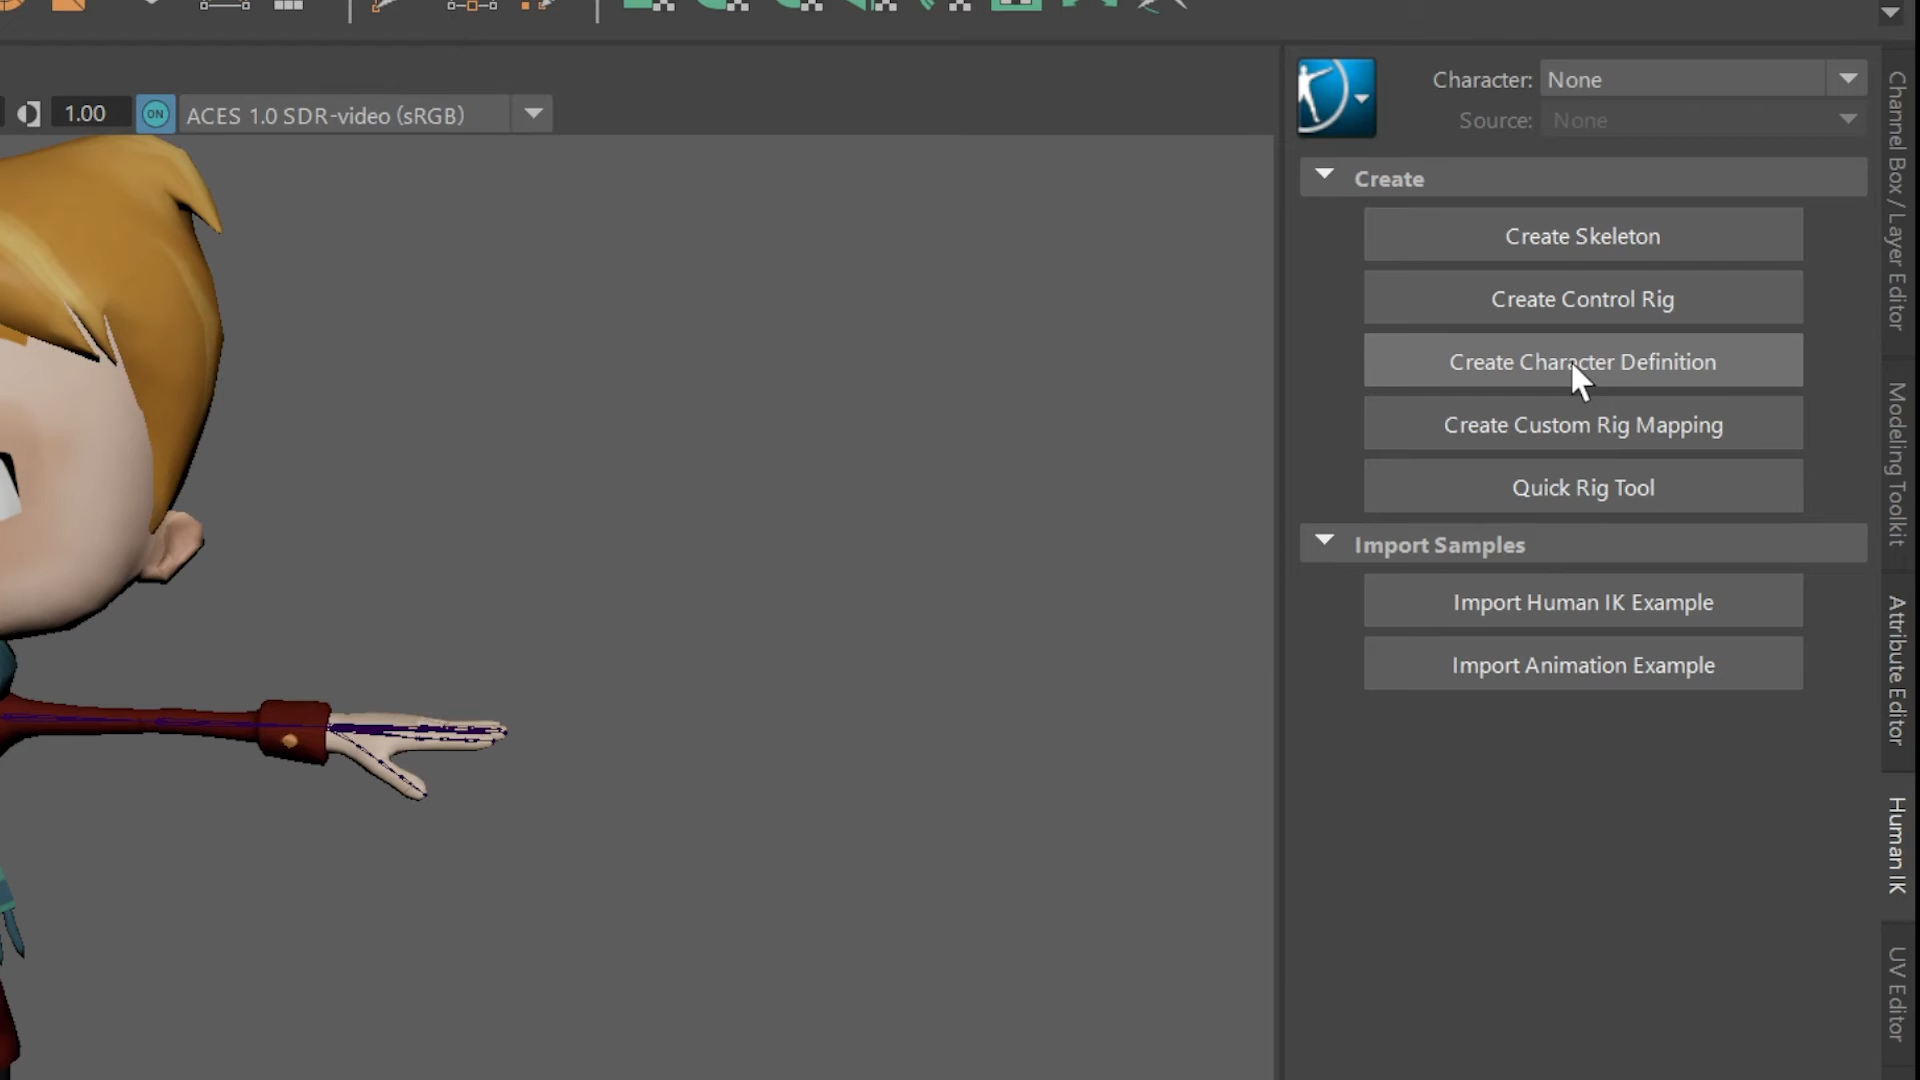 Character: None
1.00
ON
ACES 1.0 SDR-video (sRGB)
Source: None
Create
Create Skeleton
Create Control Rig
Create Character Definition
Create Custom Rig Mapping
Quick Rig Tool
Import Samples
Import Human IK Example
Import Animation Example
Channel Box / Layer Editor
Modeling Toolkit
Attribute Editor
Human IK
UV Editor